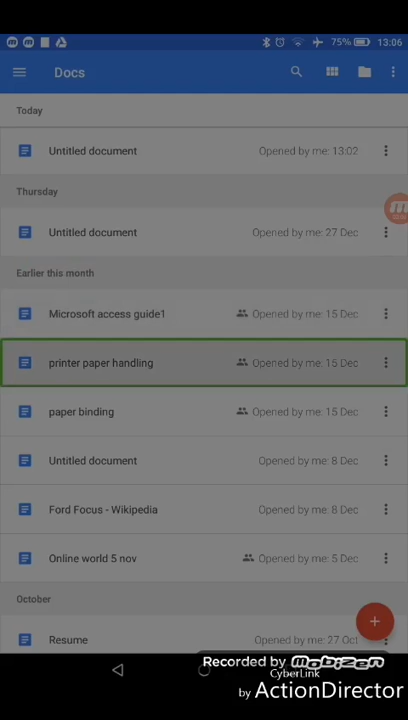 75% 13:06
Docs
Today
Untitled document Opened by me: 13:02
Thursday
Untitled document Opened by me: 27 Dec
Earlier this month
Microsoft access guide1 Opened by me: 15 Dec
printer paper handling Opened by me: 15 Dec
paper binding Opened by me: 15 Dec
Untitled document Opened by me: 8 Dec
Ford Focus - Wikipedia Opened by me: 8 Dec
Online world 5 nov Opened by me: 5 Dec
October
Resume Opened by me: 27 Oct
Recorded by Mobizen
CyberLink
by ActionDirector